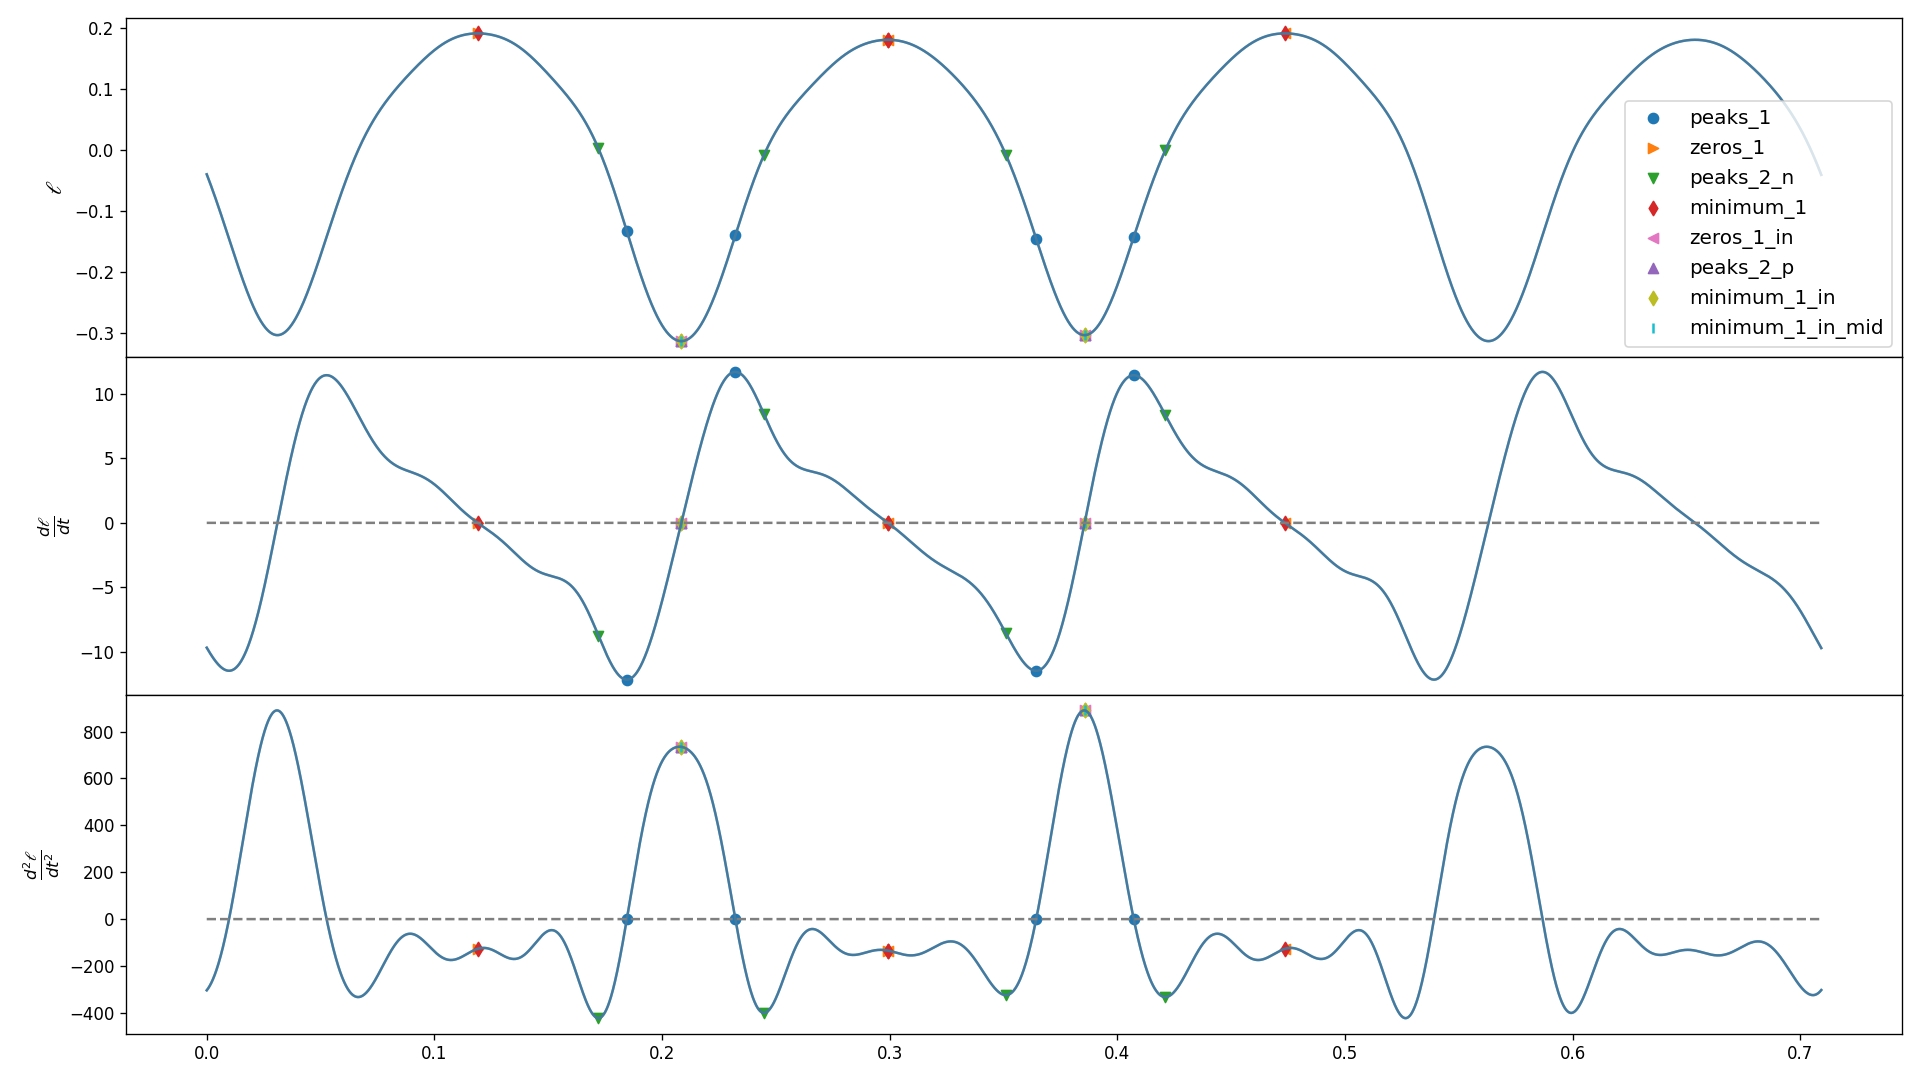 0.2
0.1
0.0
−0.1
−0.2
−0.3
ℓ
peaks_1
zeros_1
peaks_2_n
minimum_1
zeros_1_in
peaks_2_p
minimum_1_in
minimum_1_in_mid
10
5
0
−5
−10
dℓ/dt
800
600
400
200
0
−200
−400
d²ℓ/dt²
0.0 0.1 0.2 0.3 0.4 0.5 0.6 0.7